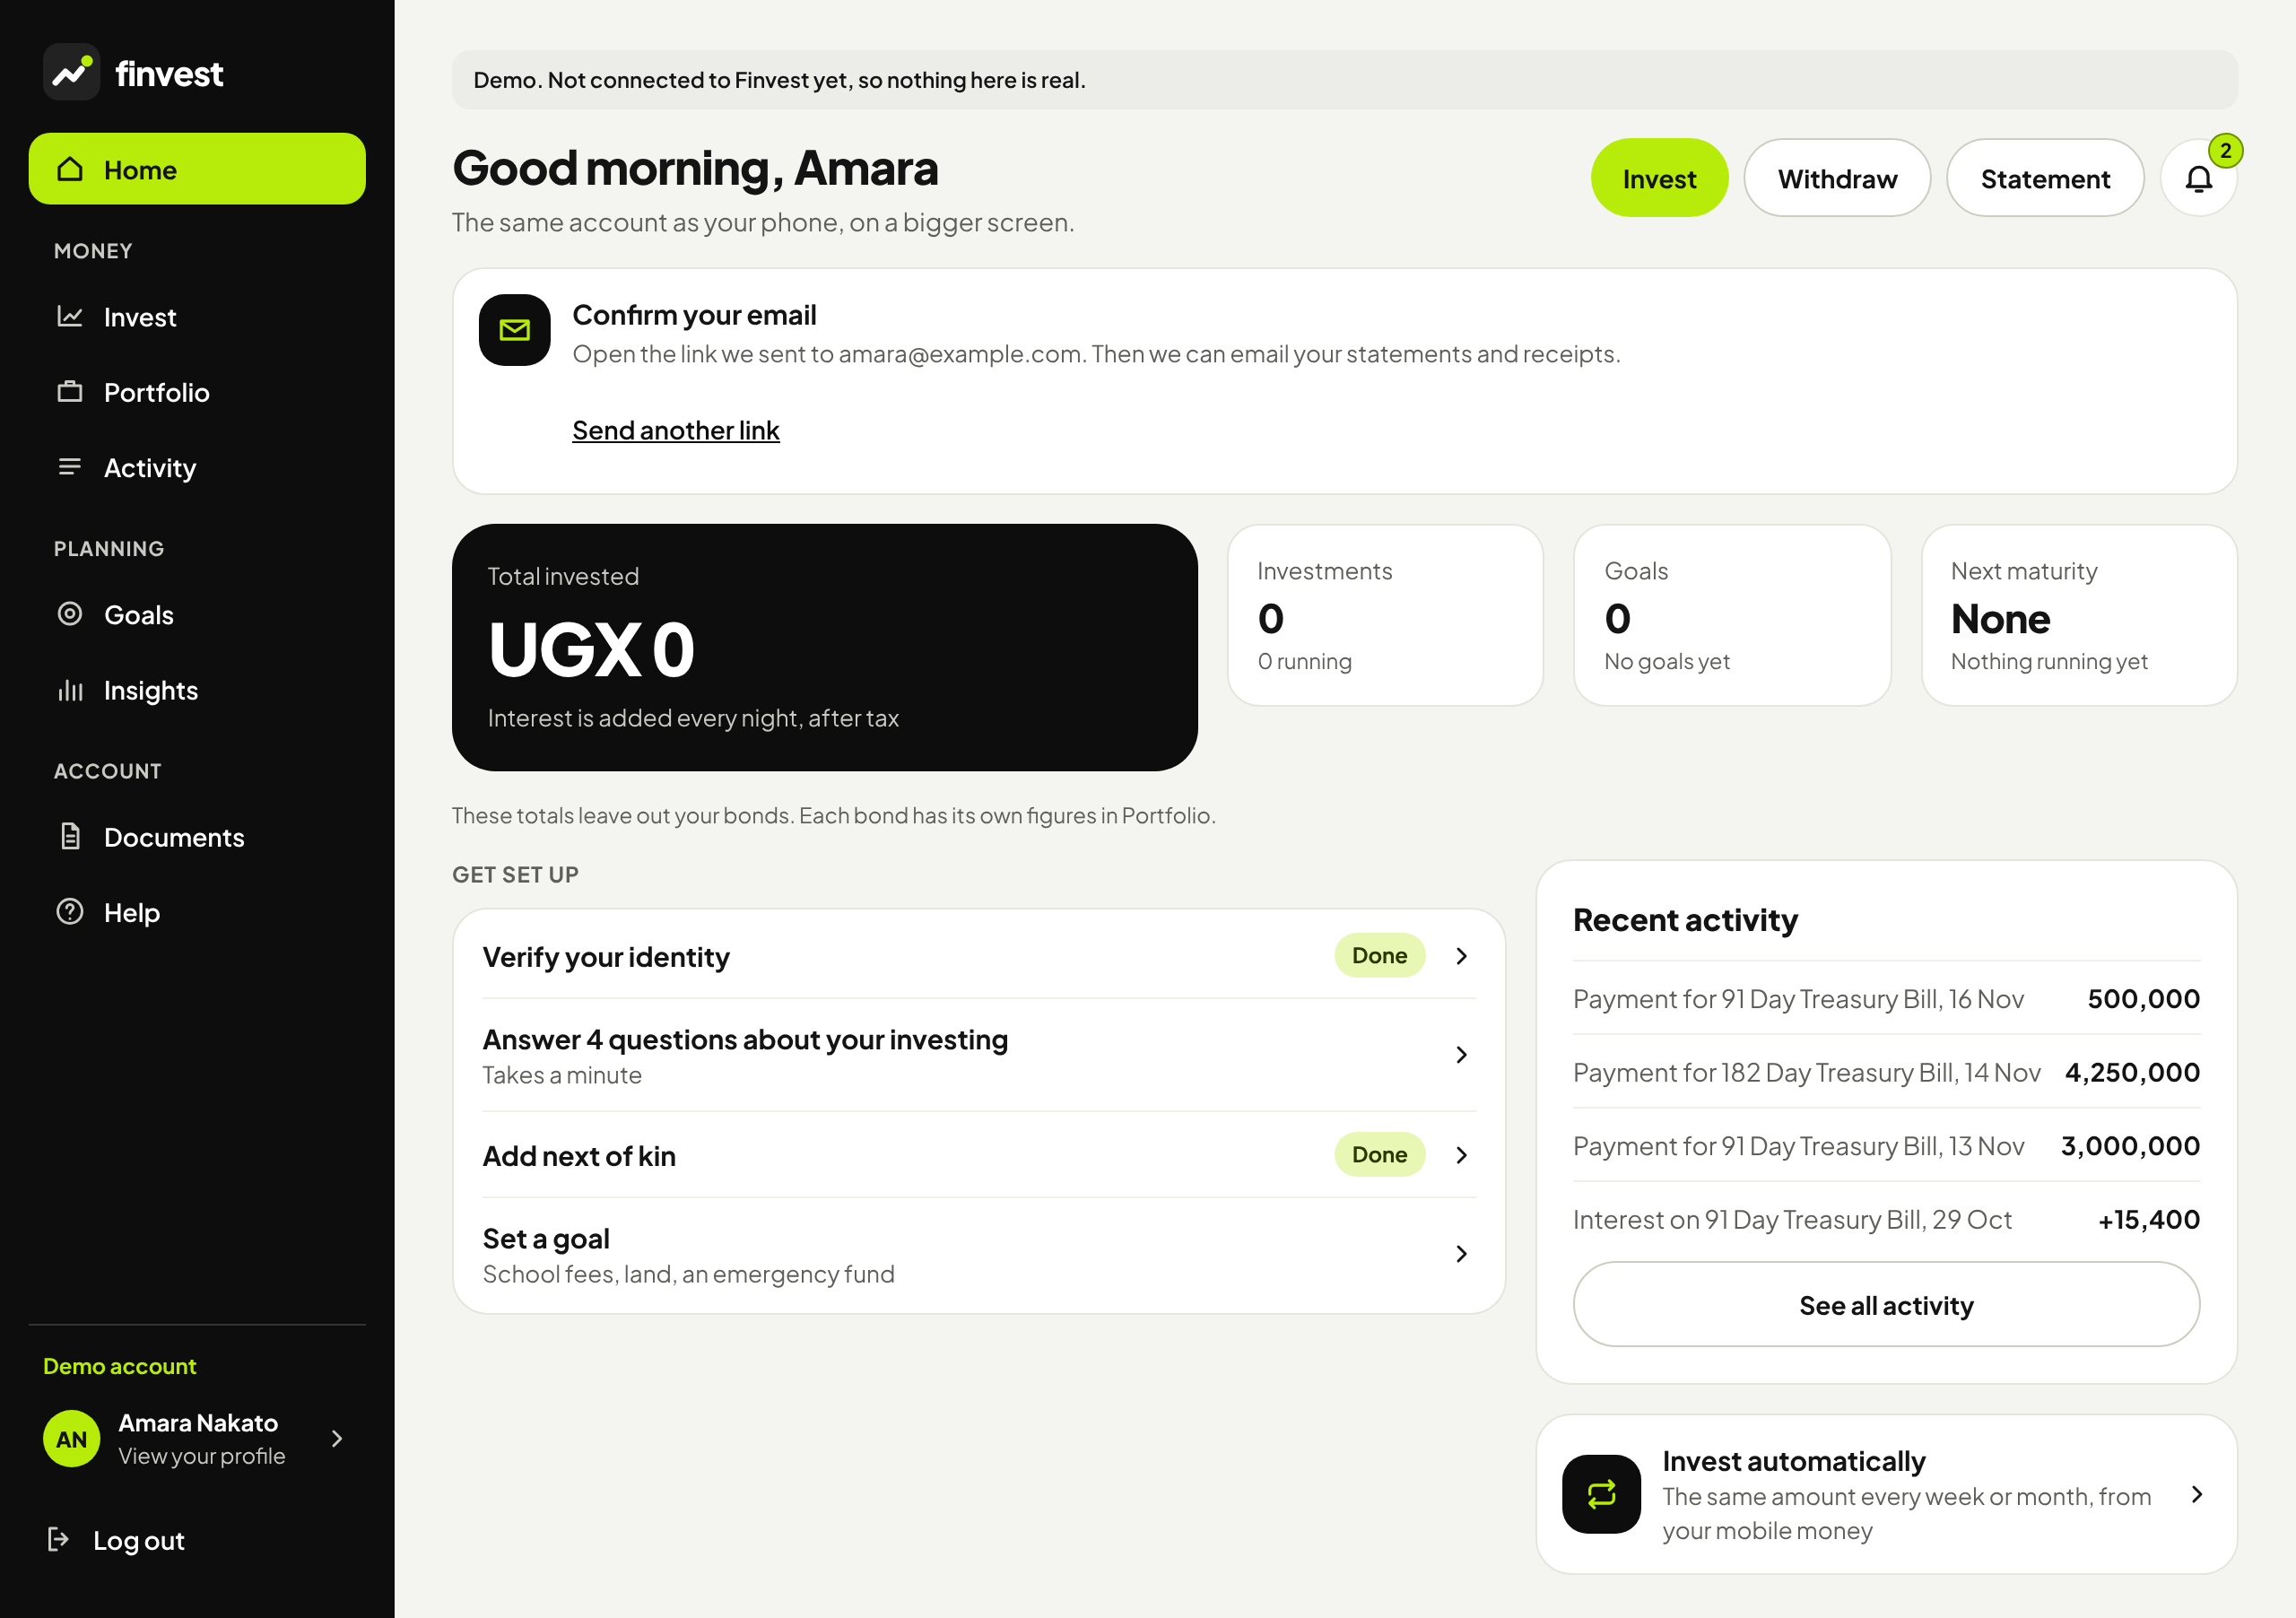 finvest
Home
MONEY
Invest
Portfolio
Activity
PLANNING
Goals
Insights
ACCOUNT
Documents
Help
Demo account
AN
Amara Nakato
View your profile
Log out
Demo. Not connected to Finvest yet, so nothing here is real.
Good morning, Amara
The same account as your phone, on a bigger screen.
Invest
Withdraw
Statement
2
Confirm your email
Open the link we sent to amara@example.com. Then we can email your statements and receipts.
Send another link
Total invested
UGX 0
Interest is added every night, after tax
Investments
0
0 running
Goals
0
No goals yet
Next maturity
None
Nothing running yet
These totals leave out your bonds. Each bond has its own figures in Portfolio.
GET SET UP
Verify your identity Done
Answer 4 questions about your investing
Takes a minute
Add next of kin Done
Set a goal
School fees, land, an emergency fund
Recent activity
Payment for 91 Day Treasury Bill, 16 Nov 500,000
Payment for 182 Day Treasury Bill, 14 Nov 4,250,000
Payment for 91 Day Treasury Bill, 13 Nov 3,000,000
Interest on 91 Day Treasury Bill, 29 Oct +15,400
See all activity
Invest automatically
The same amount every week or month, from
your mobile money